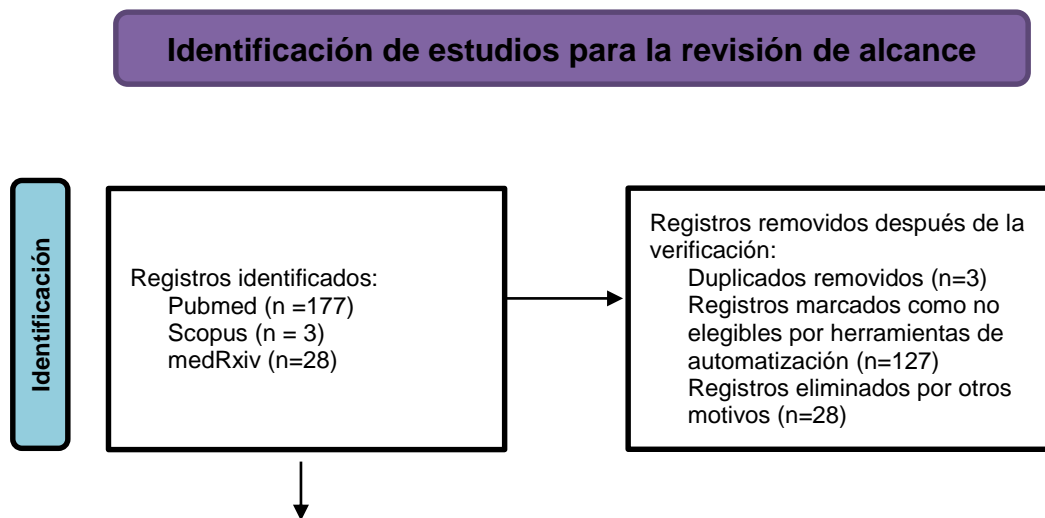 Identificación de estudios para la revisión de alcance
Identificación
Registros identificados:
Pubmed (n =177)
Scopus (n = 3)
medRxiv (n=28)
Registros removidos después de la
verificación:
Duplicados removidos (n=3)
Registros marcados como no
elegibles por herramientas de
automatización (n=127)
Registros eliminados por otros
motivos (n=28)